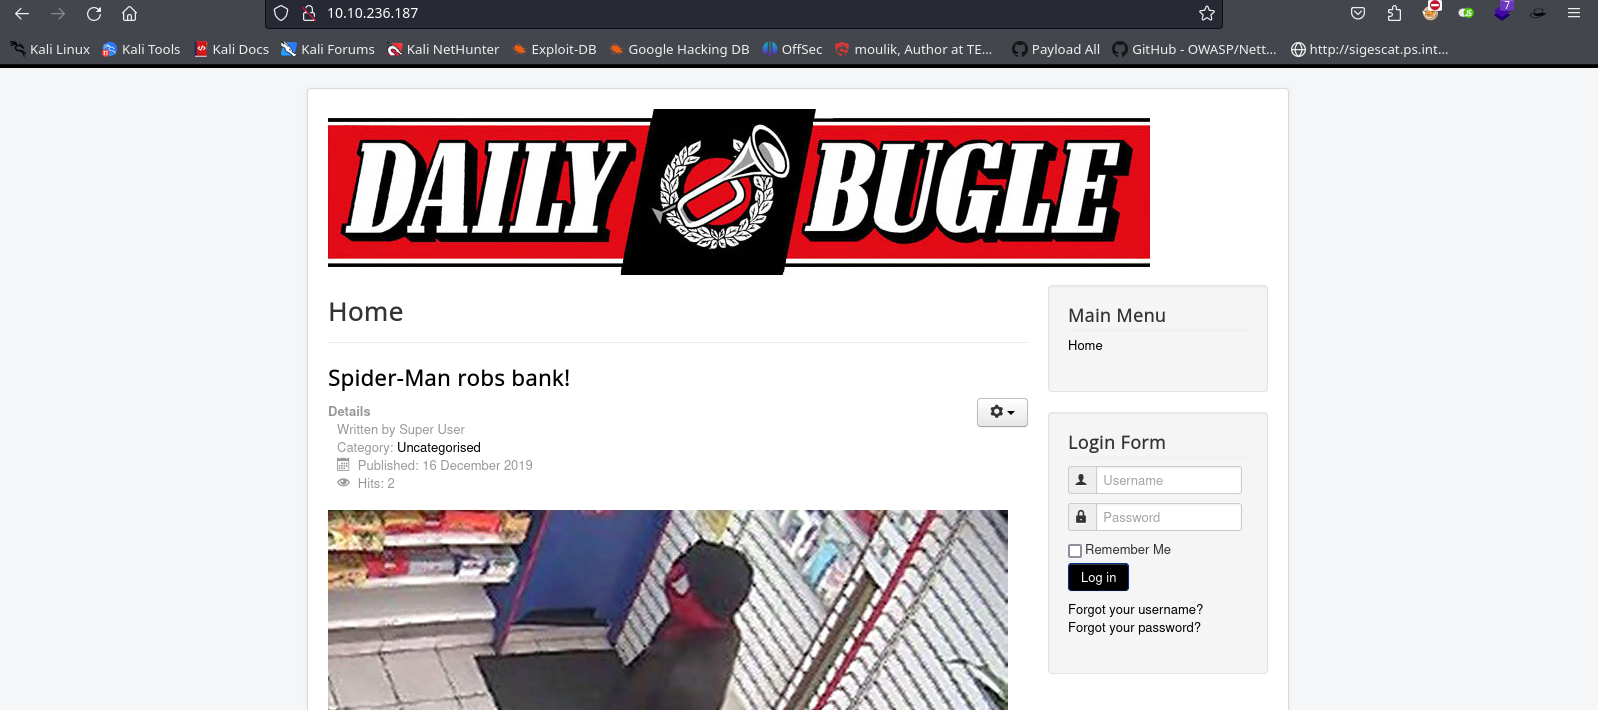 10.10.236.187
7
Kali Linux Kali Tools Kali Docs Kali Forums Kali NetHunter Exploit-DB Google Hacking DB OffSec moulik, Author at TE... Payload All GitHub - OWASP/Nett... http://sigescat.ps.int...
DAILY BUGLE
Home
Spider-Man robs bank!
Details
Written by Super User
Category: Uncategorised
Published: 16 December 2019
Hits: 2
Main Menu
Home
Login Form
Username
Password
Remember Me
Log in
Forgot your username?
Forgot your password?